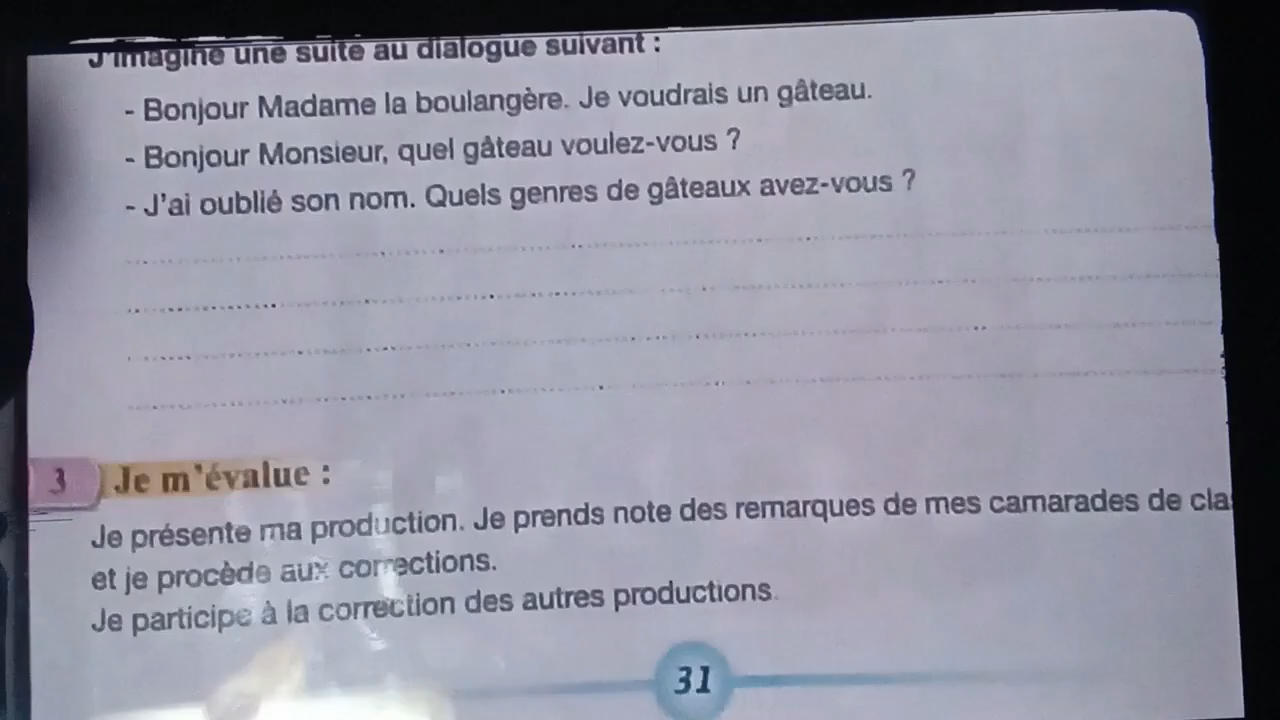 J'imagine une suite au dialogue suivant :
- Bonjour Madame la boulangère. Je voudrais un gâteau.
- Bonjour Monsieur, quel gâteau voulez-vous ?
- J'ai oublié son nom. Quels genres de gâteaux avez-vous ?
3 Je m'évalue :
Je présente ma production. Je prends note des remarques de mes camarades de cla
et je procède aux corrections.
Je participe à la correction des autres productions.
31